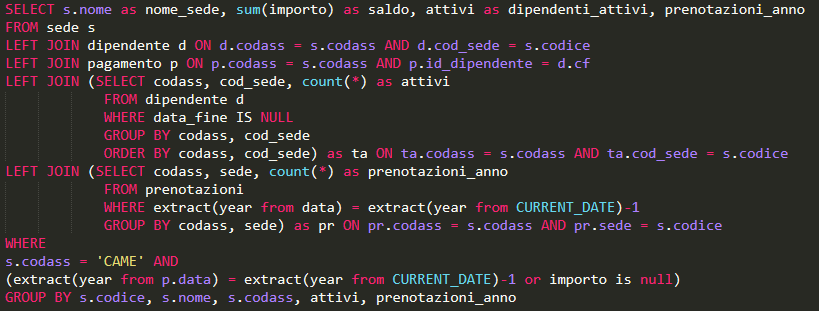 SELECT s.nome as nome_sede, sum(importo) as saldo, attivi as dipendenti_attivi, prenotazioni_anno
FROM sede s
LEFT JOIN dipendente d ON d.codass = s.codass AND d.cod_sede = s.codice
LEFT JOIN pagamento p ON p.codass = s.codass AND p.id_dipendente = d.cf
LEFT JOIN (SELECT codass, cod_sede, count(*) as attivi
FROM dipendente d
WHERE data_fine IS NULL
GROUP BY codass, cod_sede
ORDER BY codass, cod_sede) as ta ON ta.codass = s.codass AND ta.cod_sede = s.codice
LEFT JOIN (SELECT codass, sede, count(*) as prenotazioni_anno
FROM prenotazioni
WHERE extract(year from data) = extract(year from CURRENT_DATE)-1
GROUP BY codass, sede) as pr ON pr.codass = s.codass AND pr.sede = s.codice
WHERE
s.codass = 'CAME' AND
(extract(year from p.data) = extract(year from CURRENT_DATE)-1 or importo is null)
GROUP BY s.codice, s.nome, s.codass, attivi, prenotazioni_anno